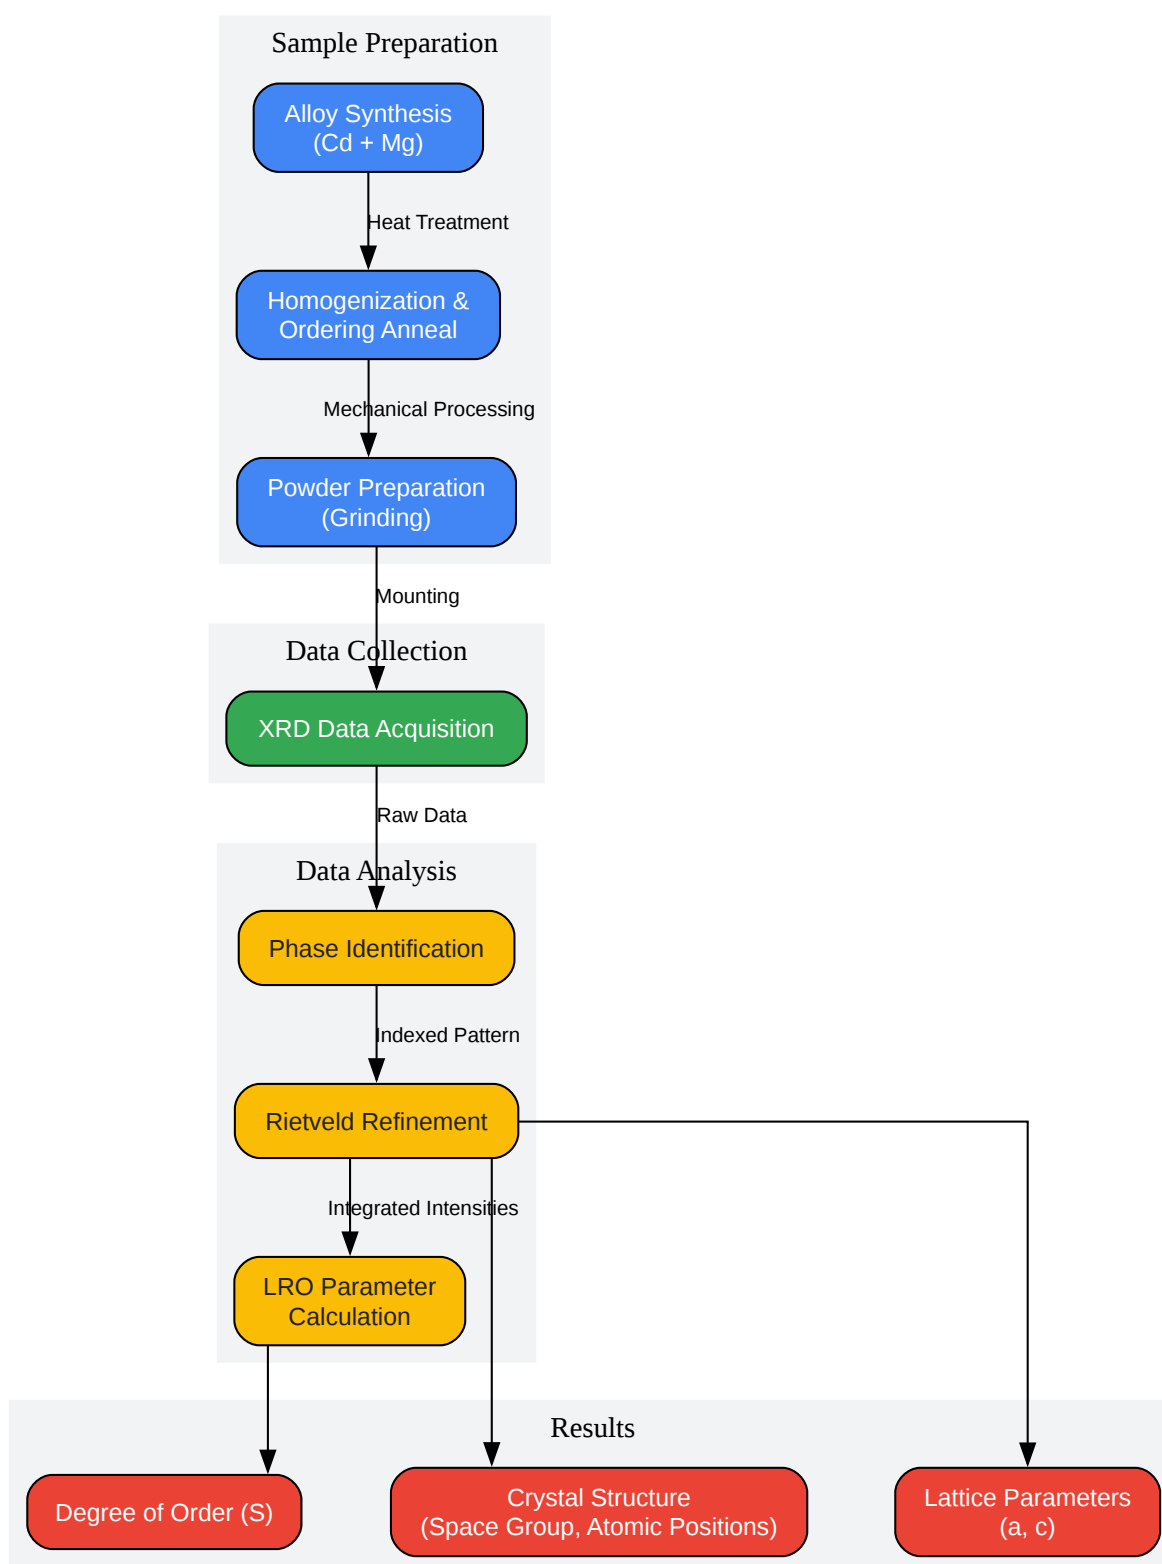 Sample Preparation
Alloy Synthesis
(Cd + Mg)
Heat Treatment
Homogenization &
Ordering Anneal
Mechanical Processing
Powder Preparation
(Grinding)
Mounting
Data Collection
XRD Data Acquisition
Raw Data
Data Analysis
Phase Identification
Indexed Pattern
Rietveld Refinement
Integrated Intensities
LRO Parameter
Calculation
Results
Degree of Order (S)
Crystal Structure
(Space Group, Atomic Positions)
Lattice Parameters
(a, c)